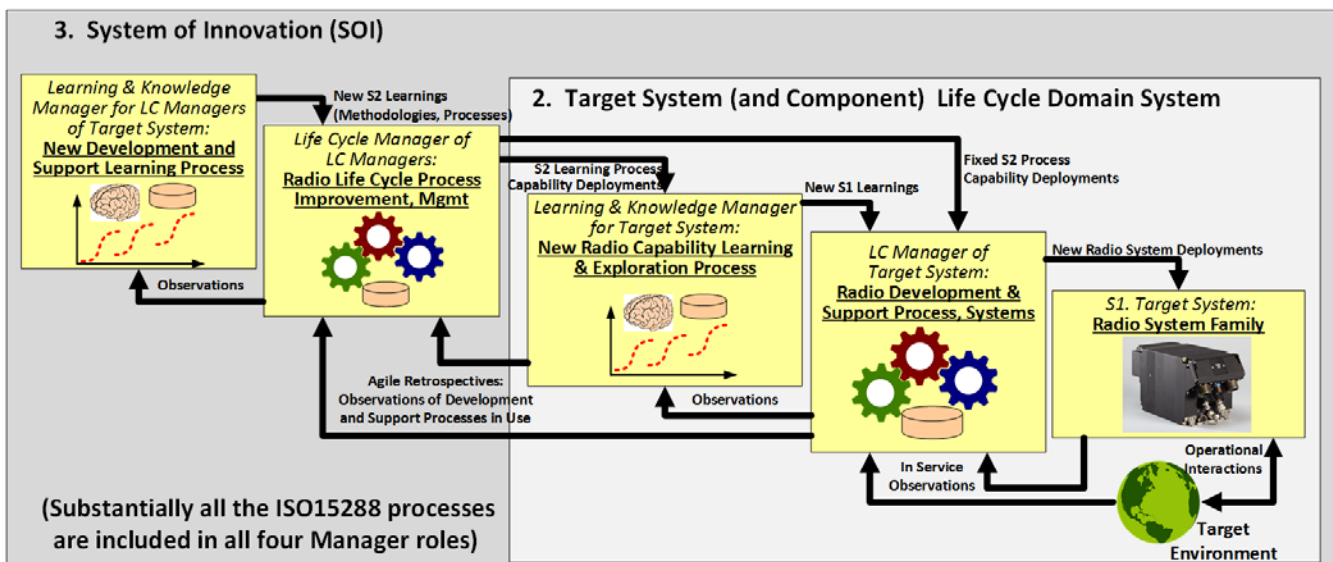 3. System of Innovation (SOI)
Learning & Knowledge
Manager for LC Managers
of Target System:
New Development and
Support Learning Process
New S2 Learnings
(Methodologies, Processes)
Observations
Life Cycle Manager of
LC Managers:
Radio Life Cycle Process
Improvement, Mgmt
2. Target System (and Component) Life Cycle Domain System
S2 Learning Process
Capability Deployments
Fixed S2 Process
Capability Deployments
Learning & Knowledge Manager
for Target System:
New Radio Capability Learning
& Exploration Process
New S1 Learnings
LC Manager of
Target System:
Radio Development &
Support Process, Systems
New Radio System Deployments
S1. Target System:
Radio System Family
Agile Retrospectives:
Observations of Development
and Support Processes in Use
Observations
In Service
Observations
Operational
Interactions
Target
Environment
(Substantially all the ISO15288 processes
are included in all four Manager roles)